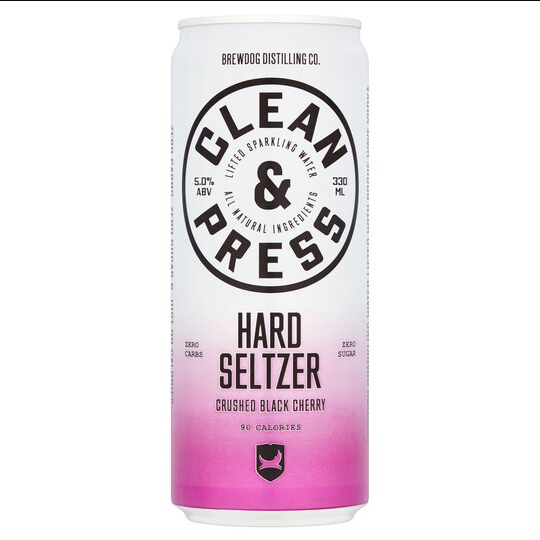 BREWDOG DISTILLING CO.
CLEAN
LIFTED SPARKLING WATER
5.0%
ABV
&
330
ML
ALL NATURAL INGREDIENTS
PRESS
HARD
SELTZER
ZERO
CARBS
ZERO
SUGAR
CRUSHED BLACK CHERRY
90 CALORIES